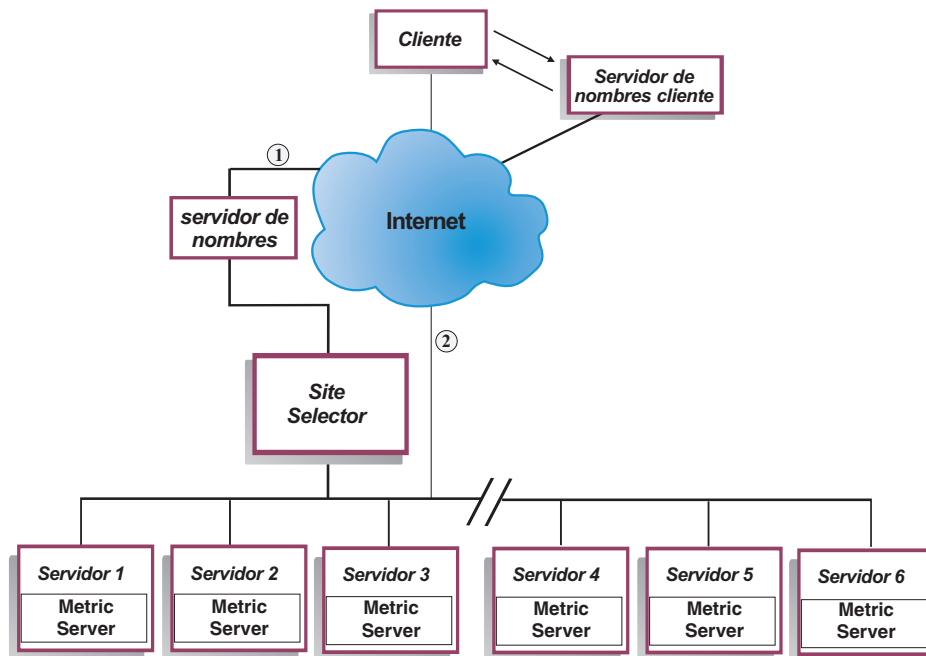 Cliente
Servidor de
nombres cliente
1
servidor de
nombres
Internet
2
Site
Selector
Servidor 1
Metric
Server
Servidor 2
Metric
Server
Servidor 3
Metric
Server
Servidor 4
Metric
Server
Servidor 5
Metric
Server
Servidor 6
Metric
Server